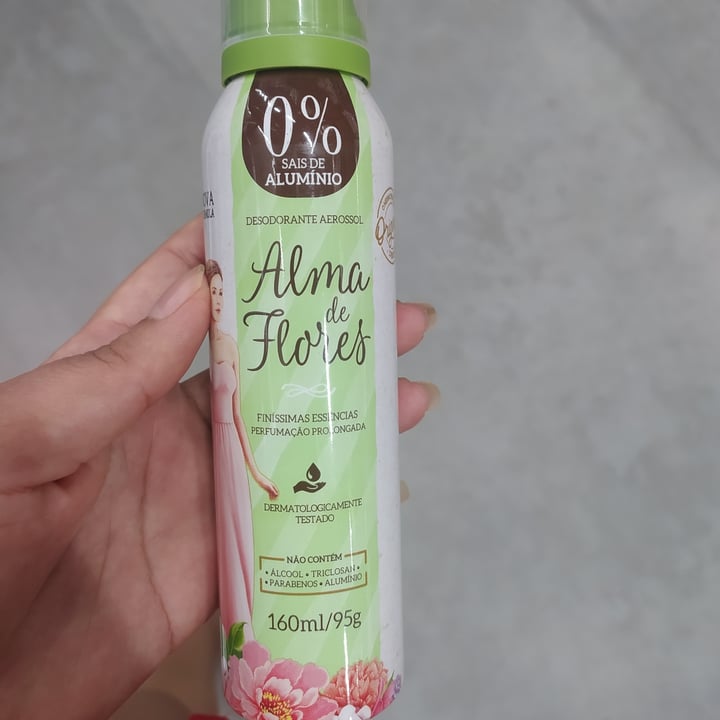 0%
SAIS DE
ALUMÍNIO
DESODORANTE AEROSSOL
Alma
de
Flores
FINÍSSIMAS ESSÊNCIAS
PERFUMAÇÃO PROLONGADA
DERMATOLOGICAMENTE
TESTADO
NÃO CONTÉM
• ÁLCOOL • TRICLOSAN •
• PARABENOS • ALUMÍNIO
160ml/95g